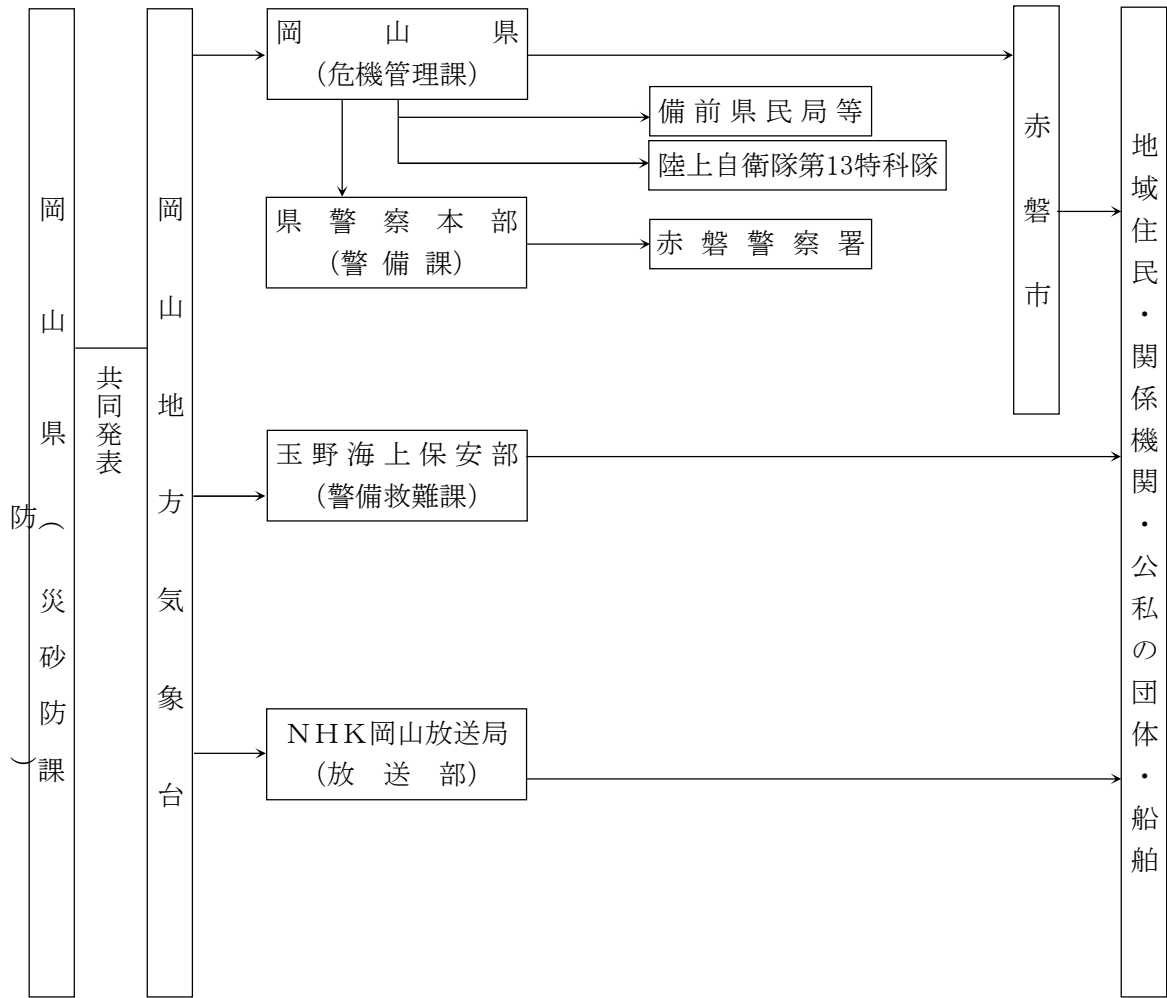 岡山県（防災砂防課）
共同発表
岡山地方気象台
岡山県
（危機管理課）
備前県民局等
陸上自衛隊第13特科隊
県警察本部
（警備課）
赤磐警察署
玉野海上保安部
（警備救難課）
ＮＨＫ岡山放送局
（放送部）
赤磐市
地域住民・関係機関・公私の団体・船舶